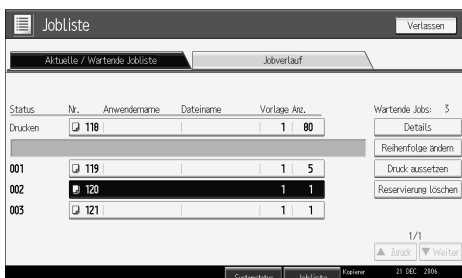 Jobliste
Verlassen
Aktuelle / Wartende Jobliste
Jobverlauf
Status Nr. Anwendername Dateiname Vorlage Anz. Wartende Jobs: 3
Drucken 118 1 80 Details
Reihenfolge ändern
001 119 1 5 Druck aussetzen
002 120 1 1 Reservierung löschen
003 121 1 1
1/1
▲ Zurück ▼ Weiter
Systemstatus Jobliste Kopierer 21 DEC 2006